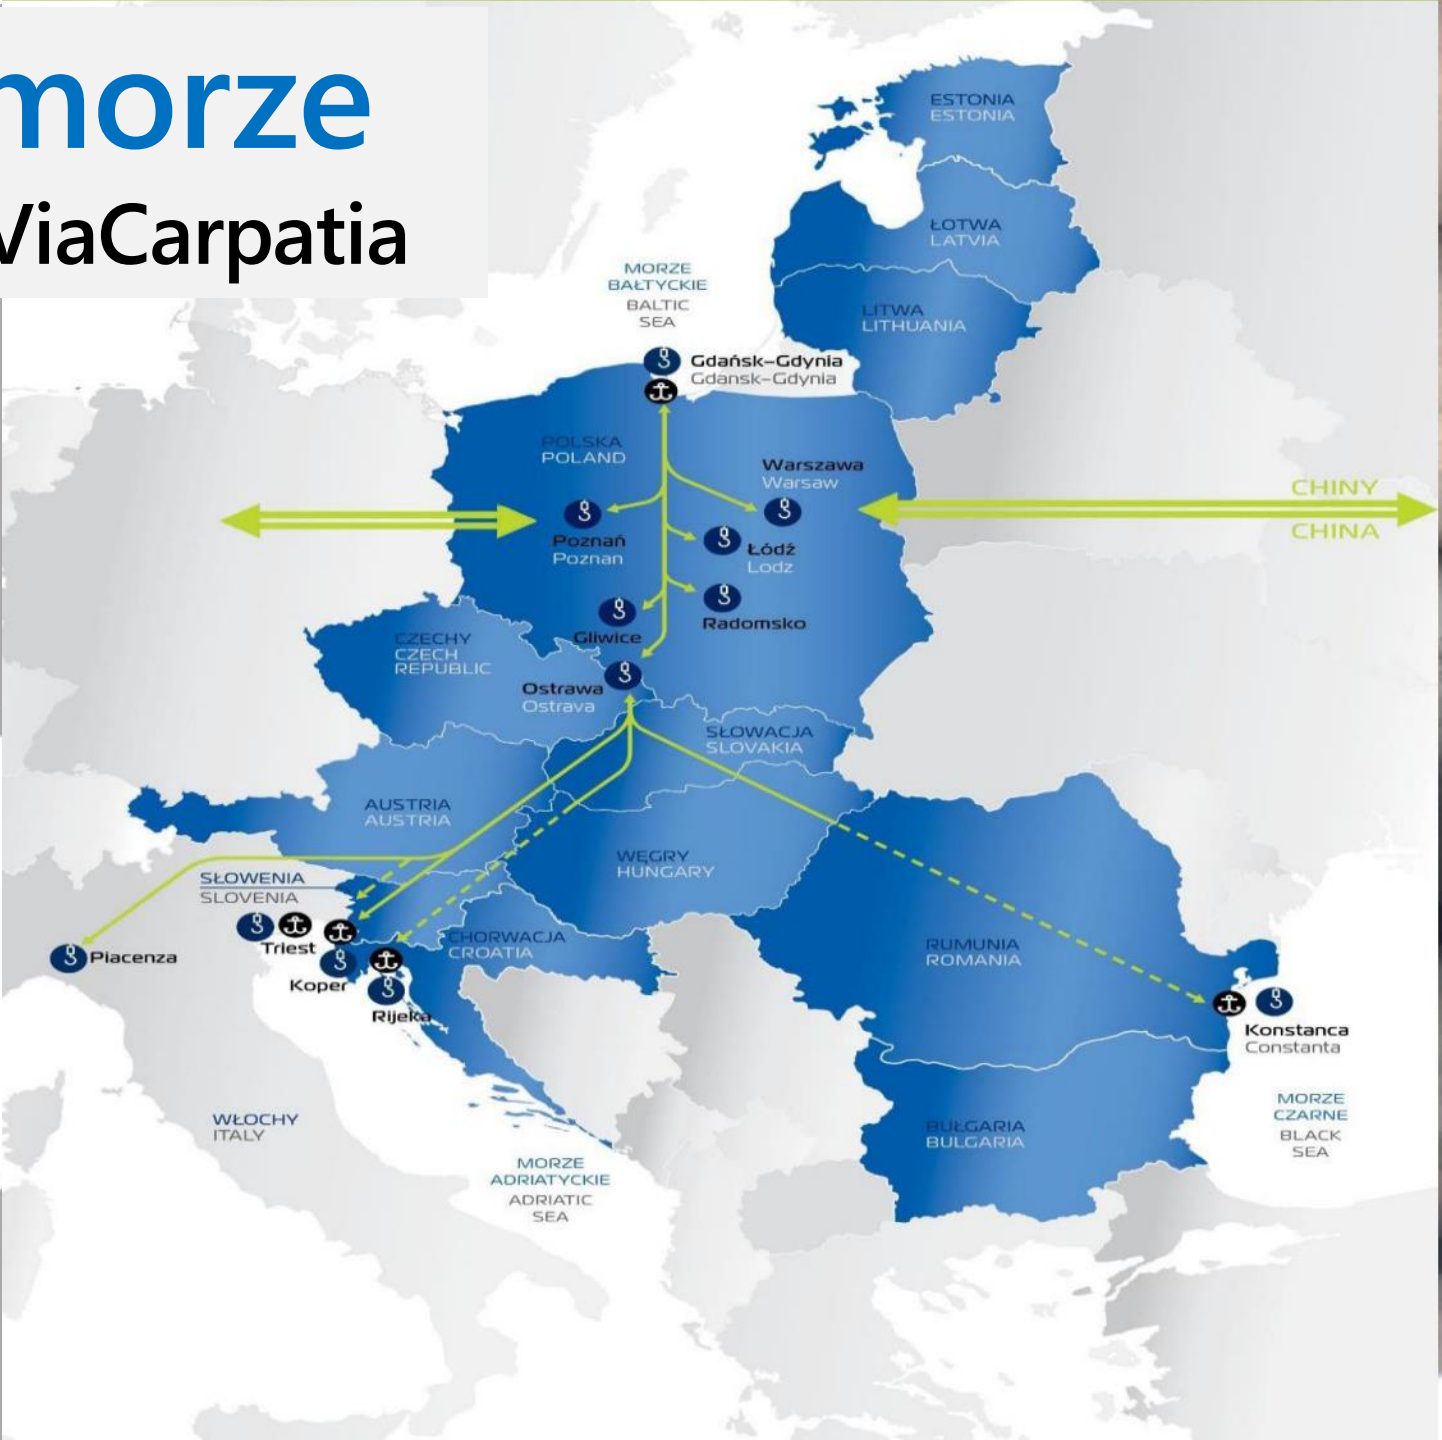 morze
ViaCarpatia
ESTONIA
ESTONIA
ŁOTWA
LATVIA
LITWA
LITHUANIA
MORZE
BAŁTYCKIE
BALTIC
SEA
Gdańsk–Gdynia
Gdansk–Gdynia
POLSKA
POLAND
Warszawa
Warsaw
CHINY
CHINA
Poznań
Poznan
Łódź
Lodz
Radomsko
Gliwice
CZECHY
CZECH
REPUBLIC
Ostrawa
Ostrava
SŁOWACJA
SLOVAKIA
AUSTRIA
AUSTRIA
WĘGRY
HUNGARY
SŁOWENIA
SLOVENIA
Triest
Piacenza
Koper
Rijeka
CHORWACJA
CROATIA
RUMUNIA
ROMANIA
Konstanca
Constanta
MORZE
CZARNE
BLACK
SEA
WŁOCHY
ITALY
BUŁGARIA
BULGARIA
MORZE
ADRIATYCKIE
ADRIATIC
SEA